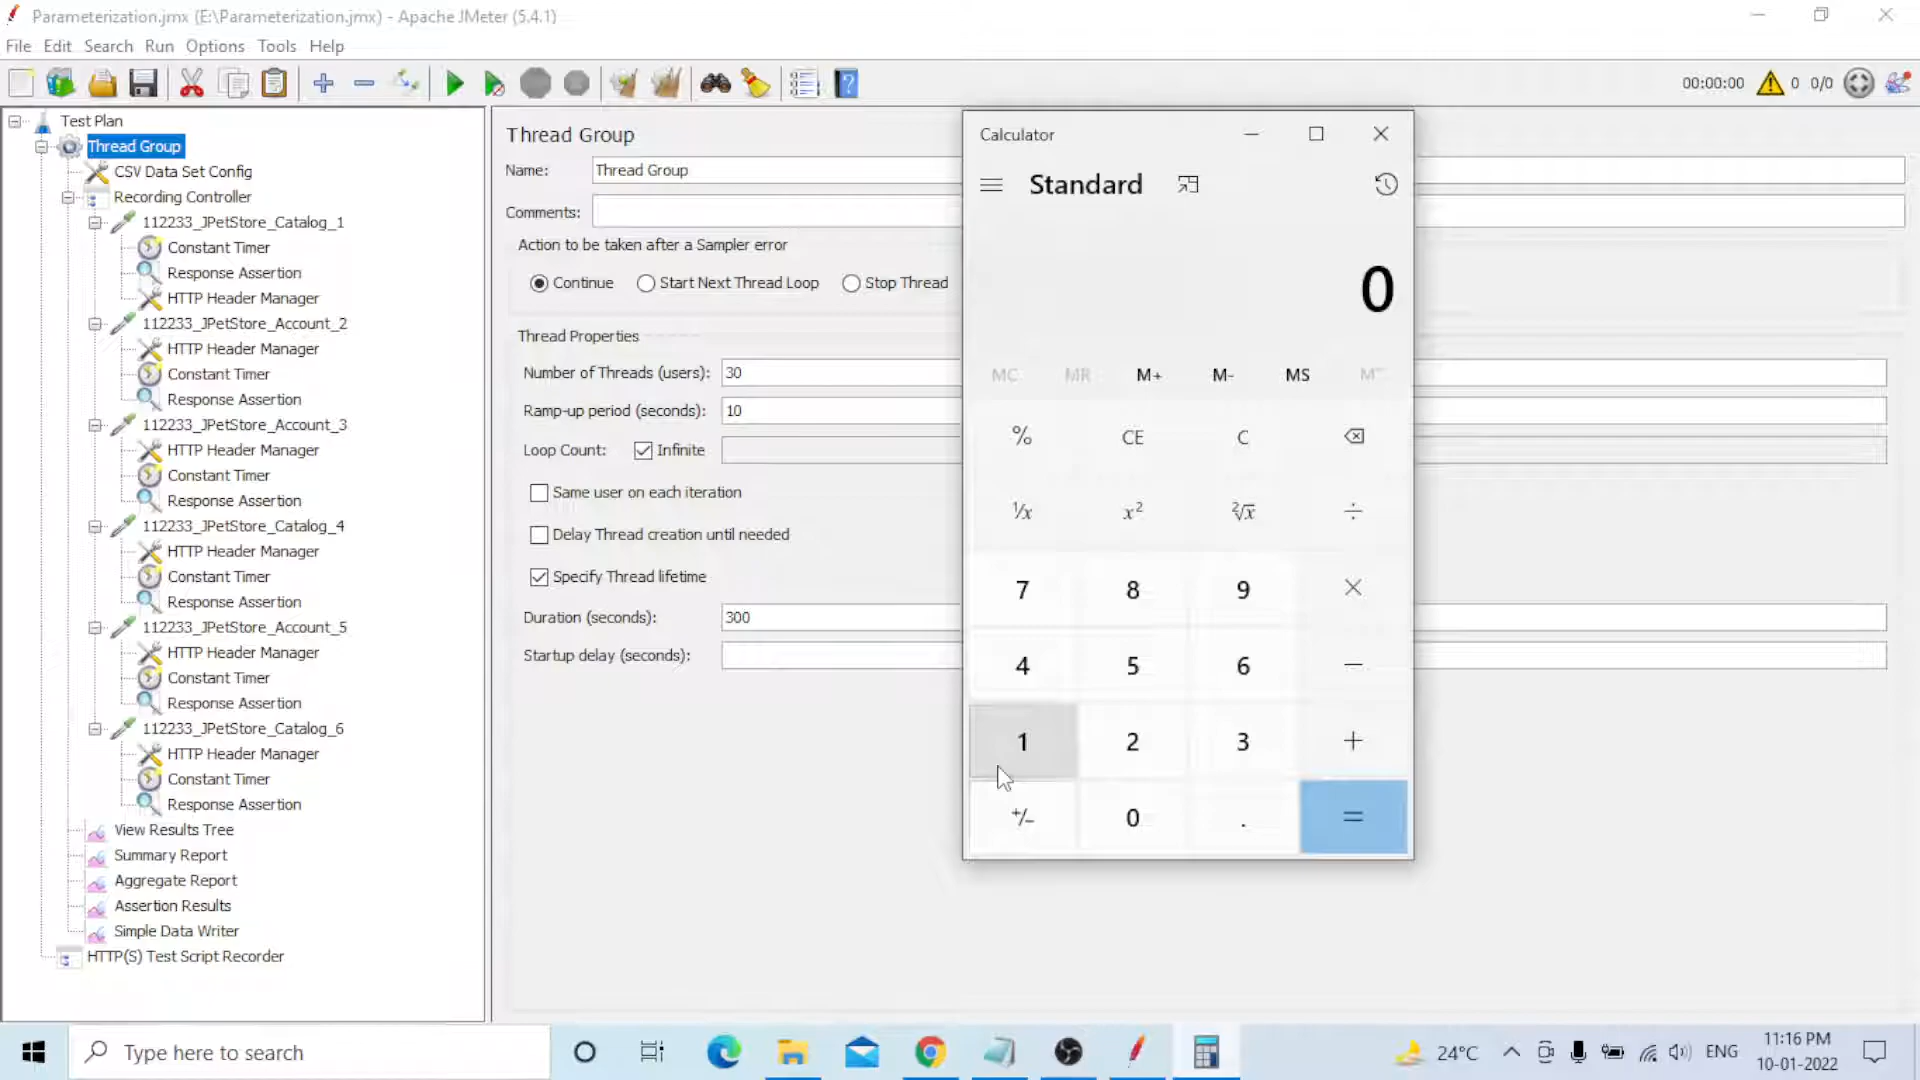 Parameterization.jmx (E:\Parameterization.jmx) - Apache JMeter (5.4.1)
File Edit Search Run Options Tools Help
00:00:00 0 0/0
Test Plan
Thread Group
CSV Data Set Config
Recording Controller
112233_JPetStore_Catalog_1
Constant Timer
Response Assertion
HTTP Header Manager
112233_JPetStore_Account_2
HTTP Header Manager
Constant Timer
Response Assertion
112233_JPetStore_Account_3
HTTP Header Manager
Constant Timer
Response Assertion
112233_JPetStore_Catalog_4
HTTP Header Manager
Constant Timer
Response Assertion
112233_JPetStore_Account_5
HTTP Header Manager
Constant Timer
Response Assertion
112233_JPetStore_Catalog_6
HTTP Header Manager
Constant Timer
Response Assertion
View Results Tree
Summary Report
Aggregate Report
Assertion Results
Simple Data Writer
HTTP(S) Test Script Recorder
Thread Group
Name: Thread Group
Comments:
Action to be taken after a Sampler error
Continue Start Next Thread Loop Stop Thread
Thread Properties
Number of Threads (users): 30
Ramp-up period (seconds): 10
Loop Count: Infinite
Same user on each iteration
Delay Thread creation until needed
Specify Thread lifetime
Duration (seconds): 300
Startup delay (seconds):
Calculator
Standard
0
MC MR M+ M- MS M˅
% CE C
¹/x x² ²√x ÷
7 8 9 ×
4 5 6 −
1 2 3 +
+/− 0 . =
Type here to search
24°C ENG 11:16 PM
10-01-2022